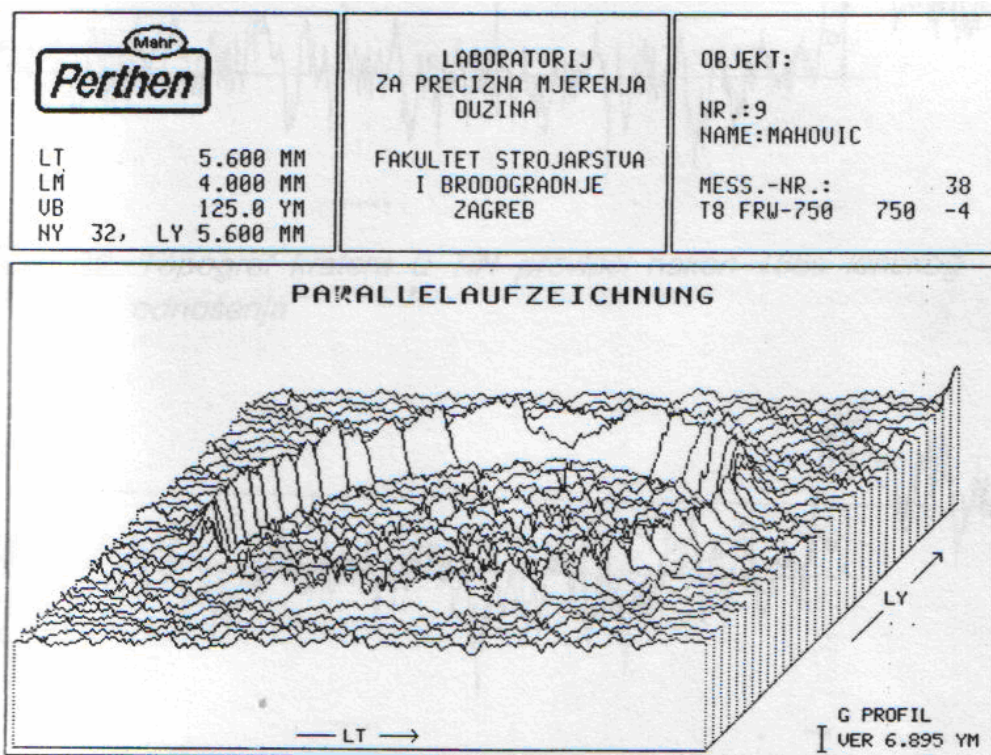 Mahr
Perthen
LT 5.600 MM
LM 4.000 MM
VB 125.0 YM
NY 32, LY 5.600 MM
LABORATORIJ
ZA PRECIZNA MJERENJA
DUZINA
FAKULTET STROJARSTVA
I BRODOGRADNJE
ZAGREB
OBJEKT:
NR.:9
NAME:MAHOVIC
MESS.-NR.: 38
T8 FRW-750 750 -4
PARALLELAUFZEICHNUNG
LY
LT
G PROFIL
VER 6.895 YM